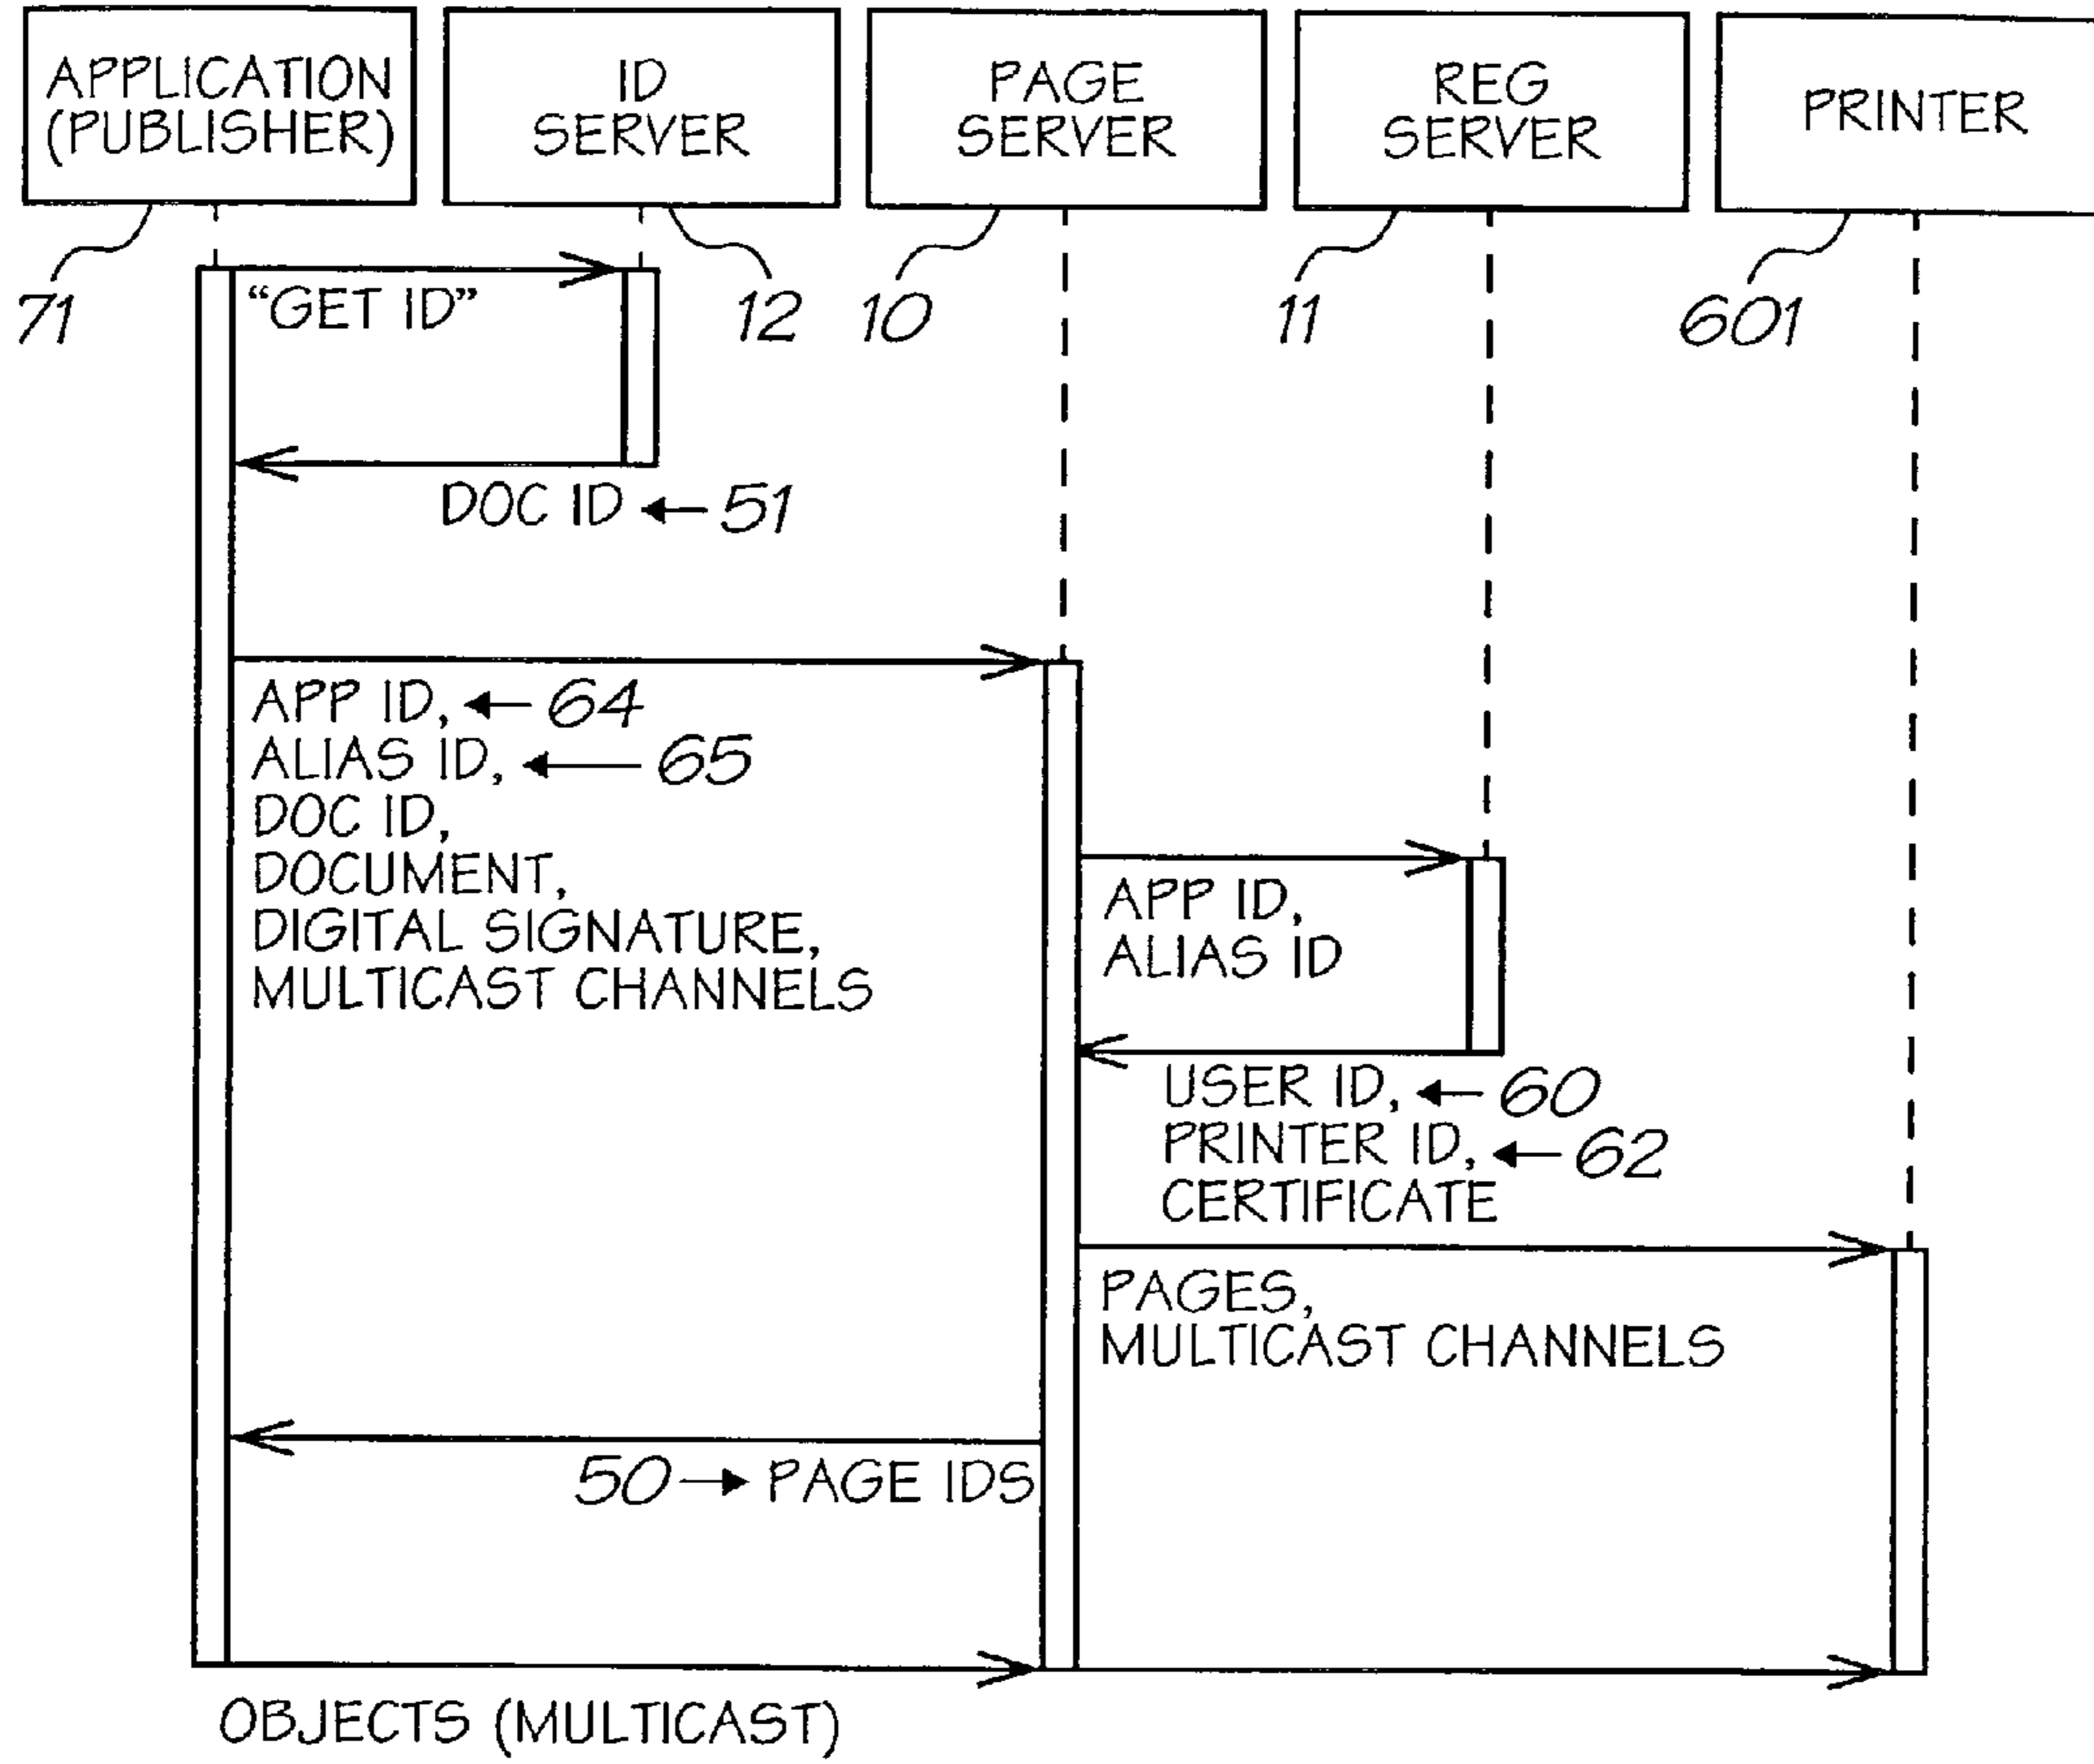 APPLICATION
(PUBLISHER)
ID
SERVER
PAGE
SERVER
REG
SERVER
PRINTER
71
12
10
11
601
"GET ID"
DOC ID
51
APP ID,
64
ALIAS ID,
65
DOC ID,
DOCUMENT,
DIGITAL SIGNATURE,
MULTICAST CHANNELS
APP ID,
ALIAS ID
USER ID,
60
PRINTER ID,
62
CERTIFICATE
PAGES,
MULTICAST CHANNELS
50
PAGE IDS
OBJECTS (MULTICAST)